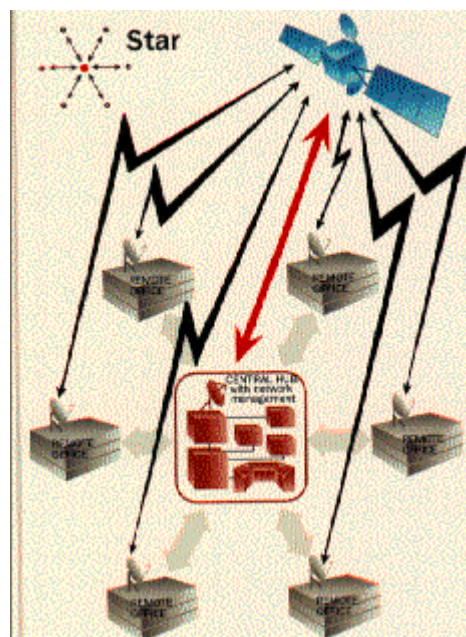 Star
REMOTE
OFFICE
REMOTE
OFFICE
CENTRAL HUB
with network
management
REMOTE
OFFICE
REMOTE
OFFICE
REMOTE
OFFICE
REMOTE
OFFICE